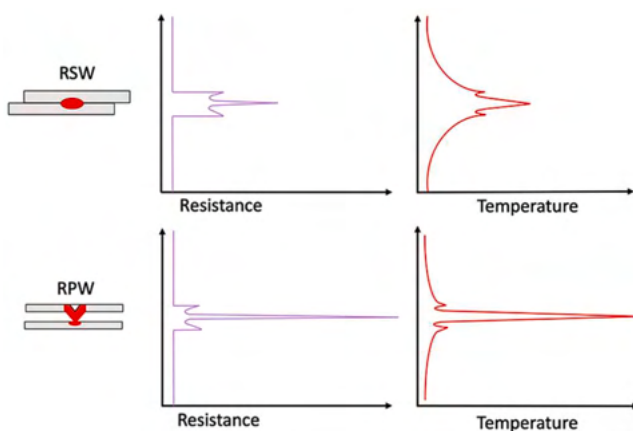 RSW
Resistance
Temperature
RPW
Resistance
Temperature